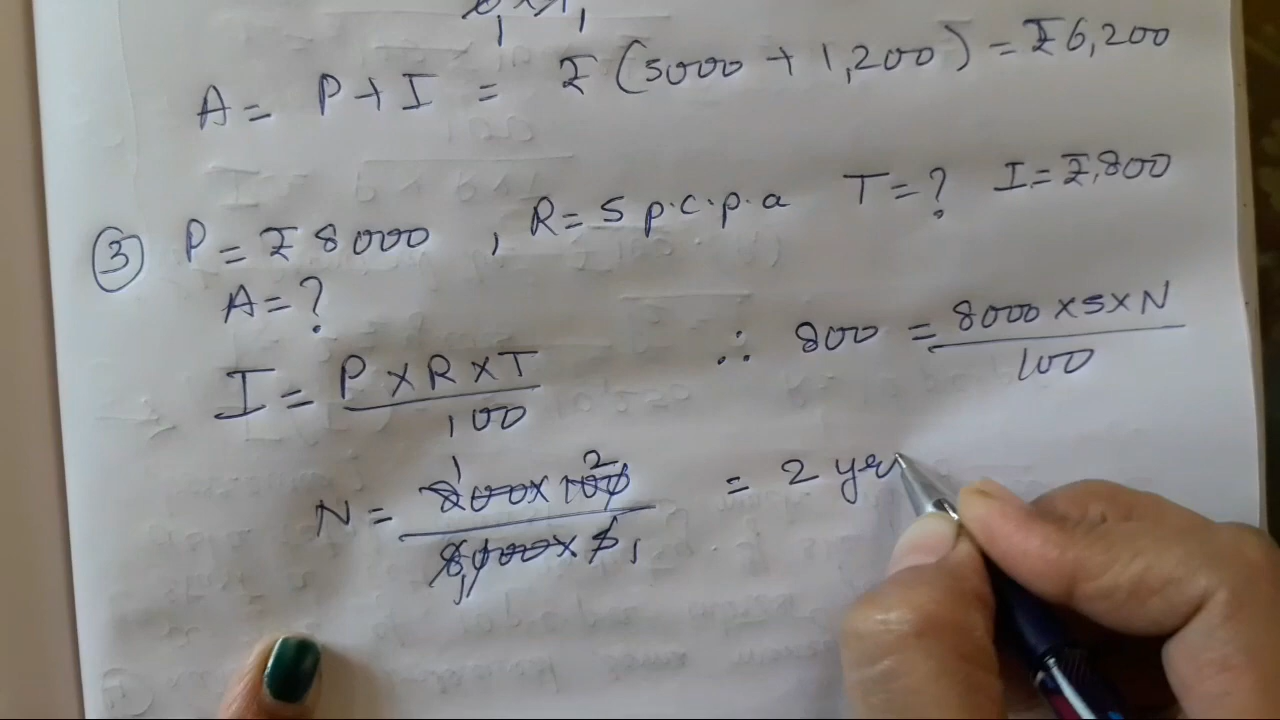 A = P + I = ₹ (5000 + 1,200) = ₹ 6,200
③ P = ₹ 8000 , R = 5 p.c.p.a T = ? I = ₹ 800
A = ?
I = P × R × T / 100 ∴ 800 = 8000 × 5 × N / 100
N = 800 × 100 / 8000 × 5 = 2 yr